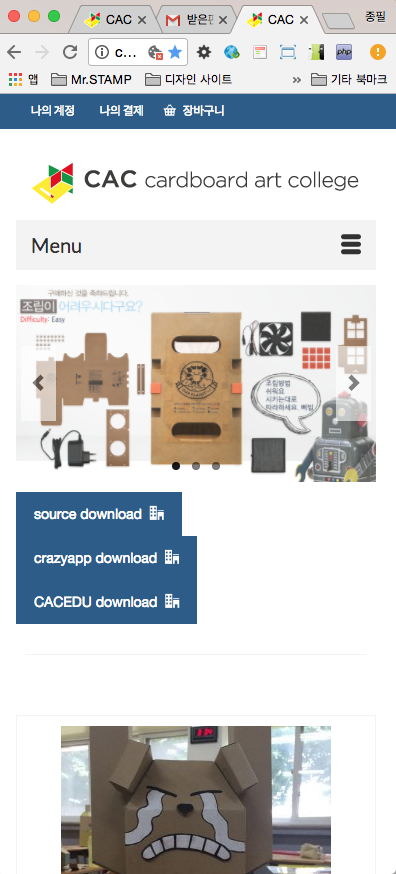 CAC
받은편
CAC
종필
c...
php
앱
Mr.STAMP
디자인 사이트
»
기타 북마크
나의 계정
나의 결제
장바구니
CAC cardboard art college
Menu
구매하신 것을 축하드립니다.
조립이 어려우시다구요?
Difficulty: Easy
조립방법
쉬워요
시키는대로
따라하세요. 삐빕
source download
crazyapp download
CACEDU download